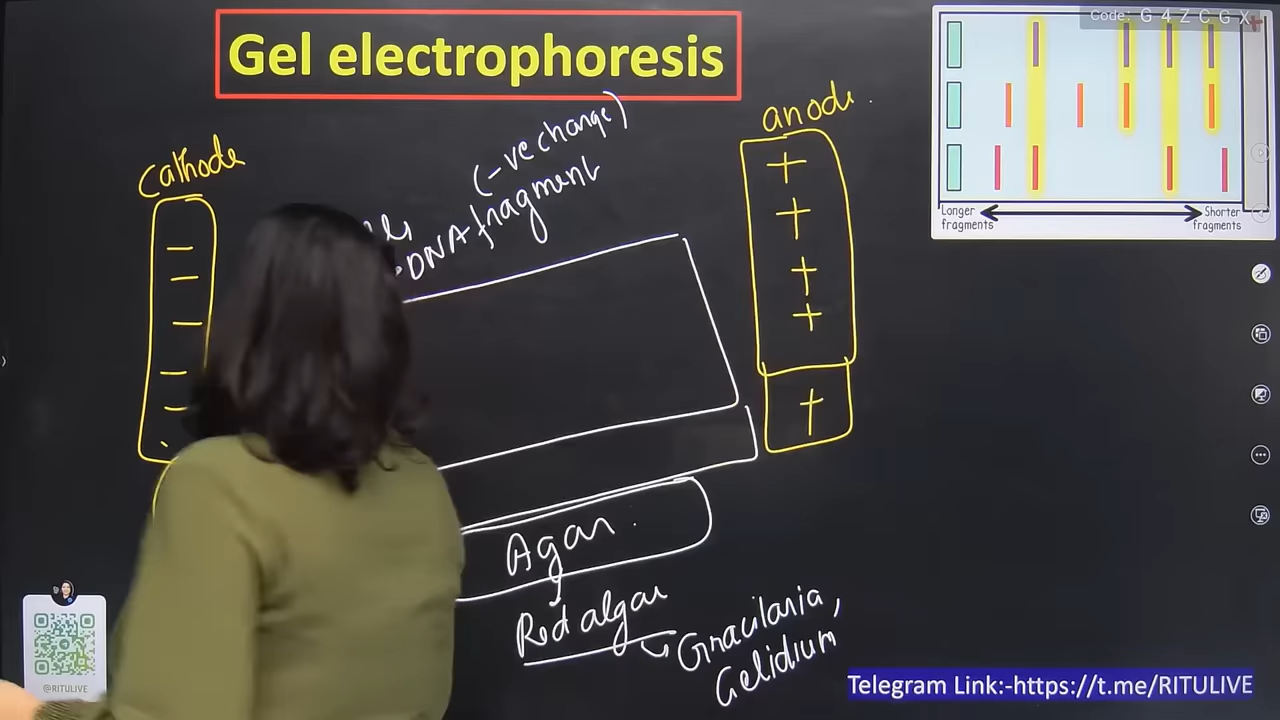 Code: G 4 Z C G X
Gel electrophoresis
anode.
cathode
(-ve change)
DNA fragment
Longer fragments
Shorter fragments
+
+
+
+
+
Agar.
Red algae
Gracilaria,
Gelidium
@RITULIVE
Telegram Link:-https://t.me/RITULIVE